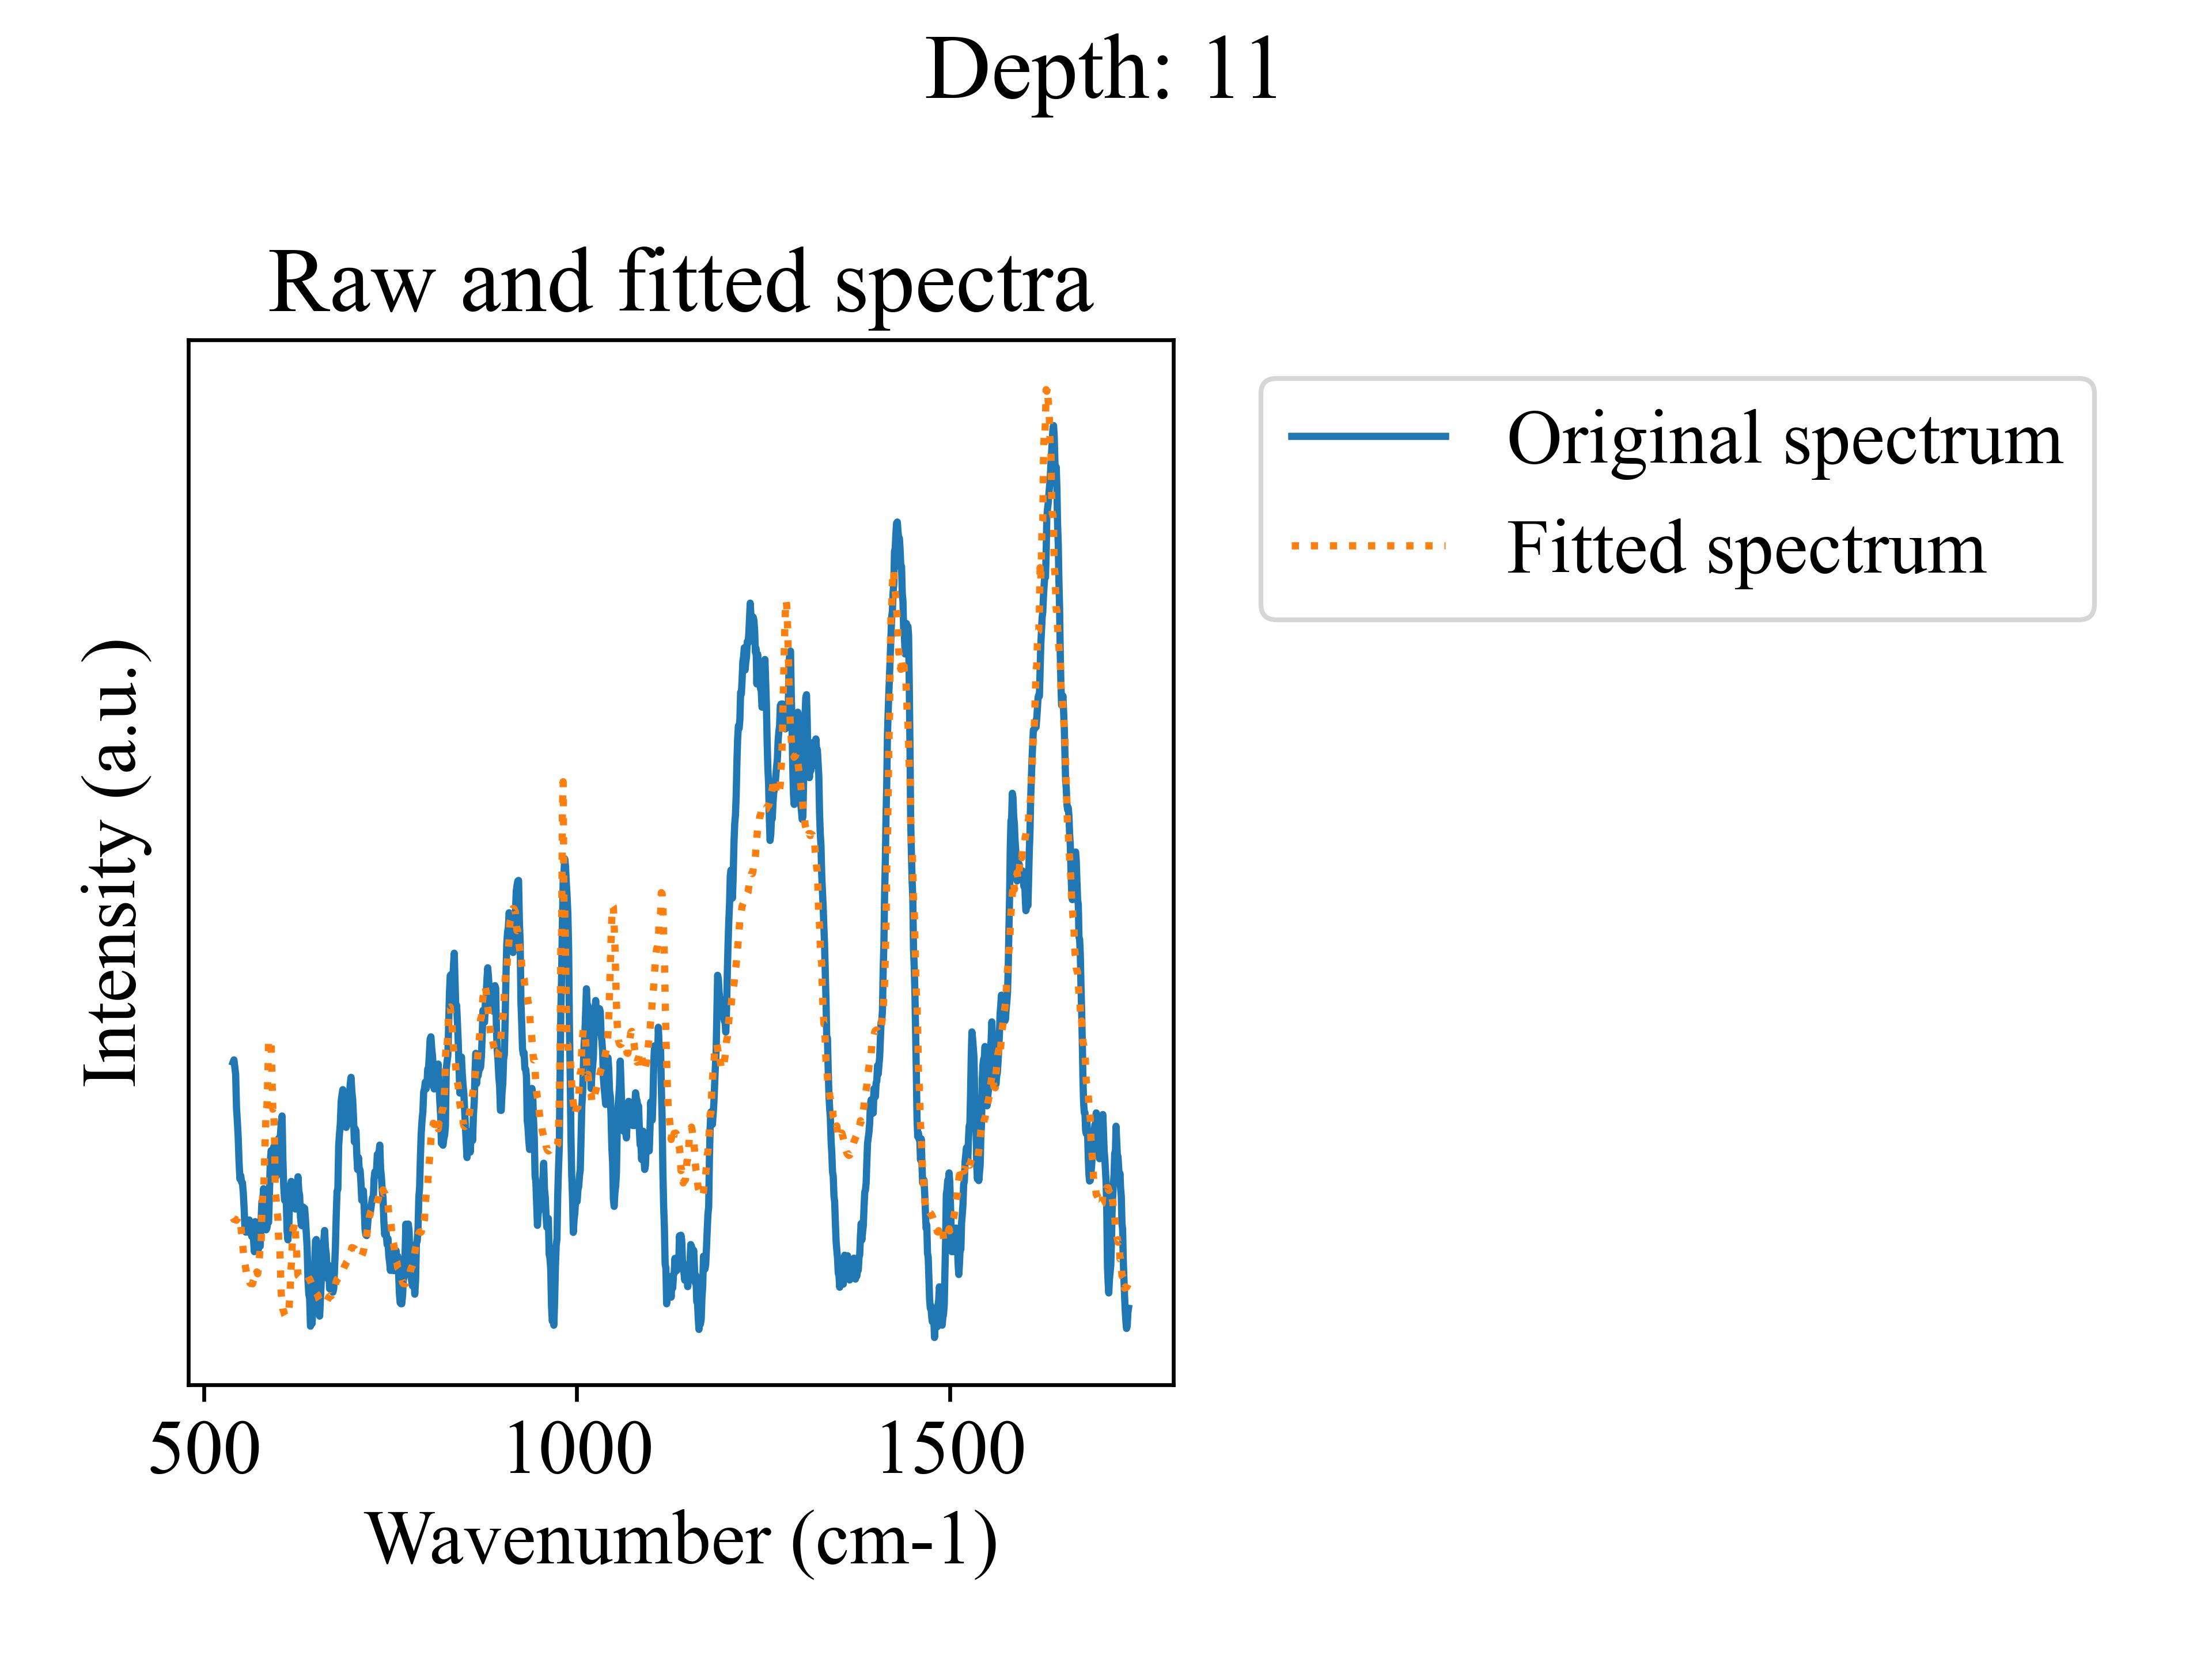 Depth: 11
Raw and fitted spectra
Original spectrum
Fitted spectrum
Intensity (a.u.)
500 1000 1500
Wavenumber (cm-1)